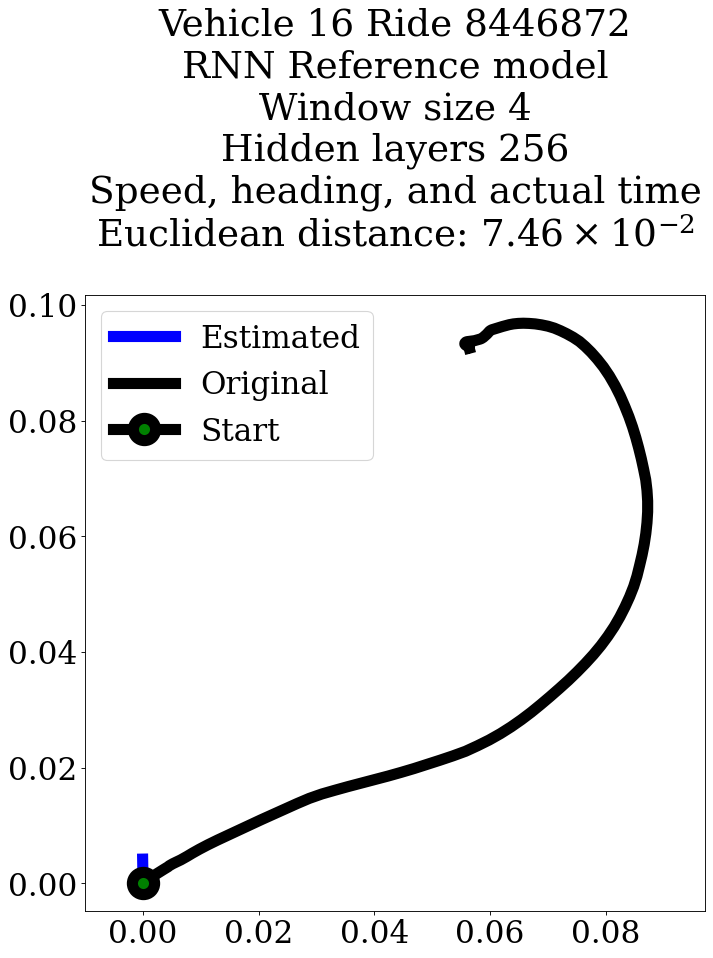 Vehicle 16 Ride 8446872
RNN Reference model
Window size 4
Hidden layers 256
Speed, heading, and actual time
Euclidean distance: 7.46 × 10⁻²
0.10
0.08
0.06
0.04
0.02
0.00
Estimated
Original
Start
0.00 0.02 0.04 0.06 0.08